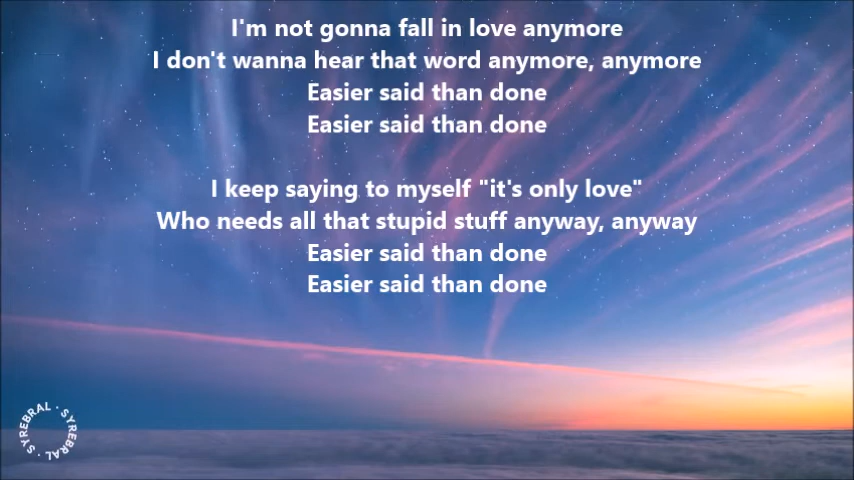 I'm not gonna fall in love anymore
I don't wanna hear that word anymore, anymore
Easier said than done
Easier said than done
I keep saying to myself "it's only love"
Who needs all that stupid stuff anyway, anyway
Easier said than done
Easier said than done
SYREBRAL · SYREBRAL ·